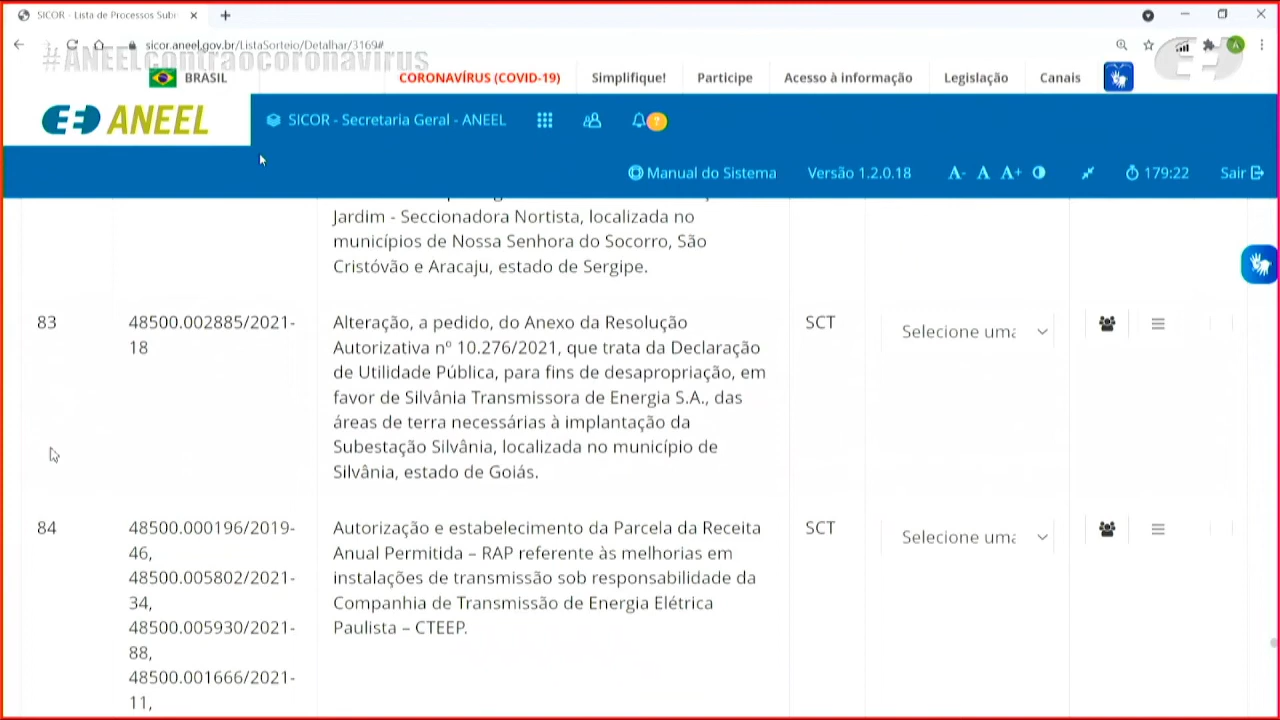 SICOR - Lista de Processos Sub
sicor.aneel.gov.br/ListaSorteio/Detalhar/3169#
#ANEELcontraocoronavírus
A
BRASIL
CORONAVÍRUS (COVID-19)
Simplifique!
Participe
Acesso à informação
Legislação
Canais
ANEEL
SICOR - Secretaria Geral - ANEEL
?
Manual do Sistema
Versão 1.2.0.18
A- A A+
179:22
Sair
Jardim - Seccionadora Nortista, localizada no
municípios de Nossa Senhora do Socorro, São
Cristóvão e Aracaju, estado de Sergipe.
83
48500.002885/2021-
18
Alteração, a pedido, do Anexo da Resolução
Autorizativa nº 10.276/2021, que trata da Declaração
de Utilidade Pública, para fins de desapropriação, em
favor de Silvânia Transmissora de Energia S.A., das
áreas de terra necessárias à implantação da
Subestação Silvânia, localizada no município de
Silvânia, estado de Goiás.
SCT
Selecione uma
84
48500.000196/2019-
46,
48500.005802/2021-
34,
48500.005930/2021-
88,
48500.001666/2021-
11,
Autorização e estabelecimento da Parcela da Receita
Anual Permitida – RAP referente às melhorias em
instalações de transmissão sob responsabilidade da
Companhia de Transmissão de Energia Elétrica
Paulista – CTEEP.
SCT
Selecione uma